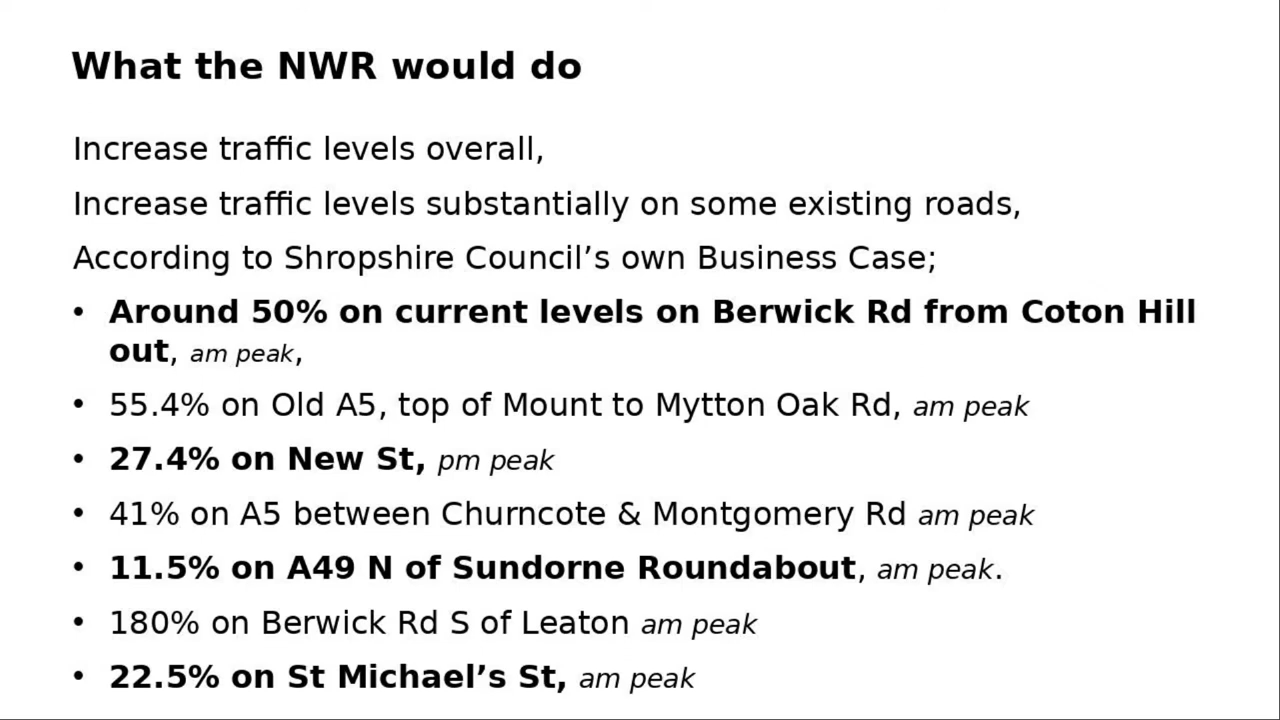 What the NWR would do
Increase traffic levels overall,
Increase traffic levels substantially on some existing roads,
According to Shropshire Council’s own Business Case;
• Around 50% on current levels on Berwick Rd from Coton Hill
out, am peak,
• 55.4% on Old A5, top of Mount to Mytton Oak Rd, am peak
• 27.4% on New St, pm peak
• 41% on A5 between Churncote & Montgomery Rd am peak
• 11.5% on A49 N of Sundorne Roundabout, am peak.
• 180% on Berwick Rd S of Leaton am peak
• 22.5% on St Michael’s St, am peak